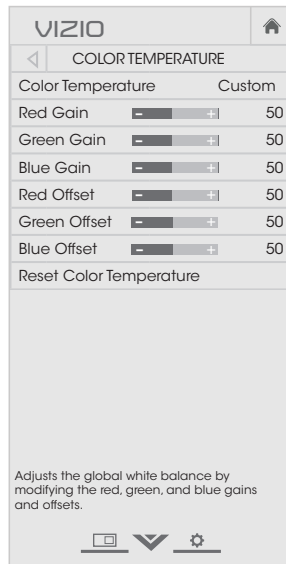 VIZIO
COLOR TEMPERATURE
Color Temperature Custom
Red Gain - + 50
Green Gain - + 50
Blue Gain - + 50
Red Offset - + 50
Green Offset - + 50
Blue Offset - + 50
Reset Color Temperature
Adjusts the global white balance by
modifying the red, green, and blue gains
and offsets.